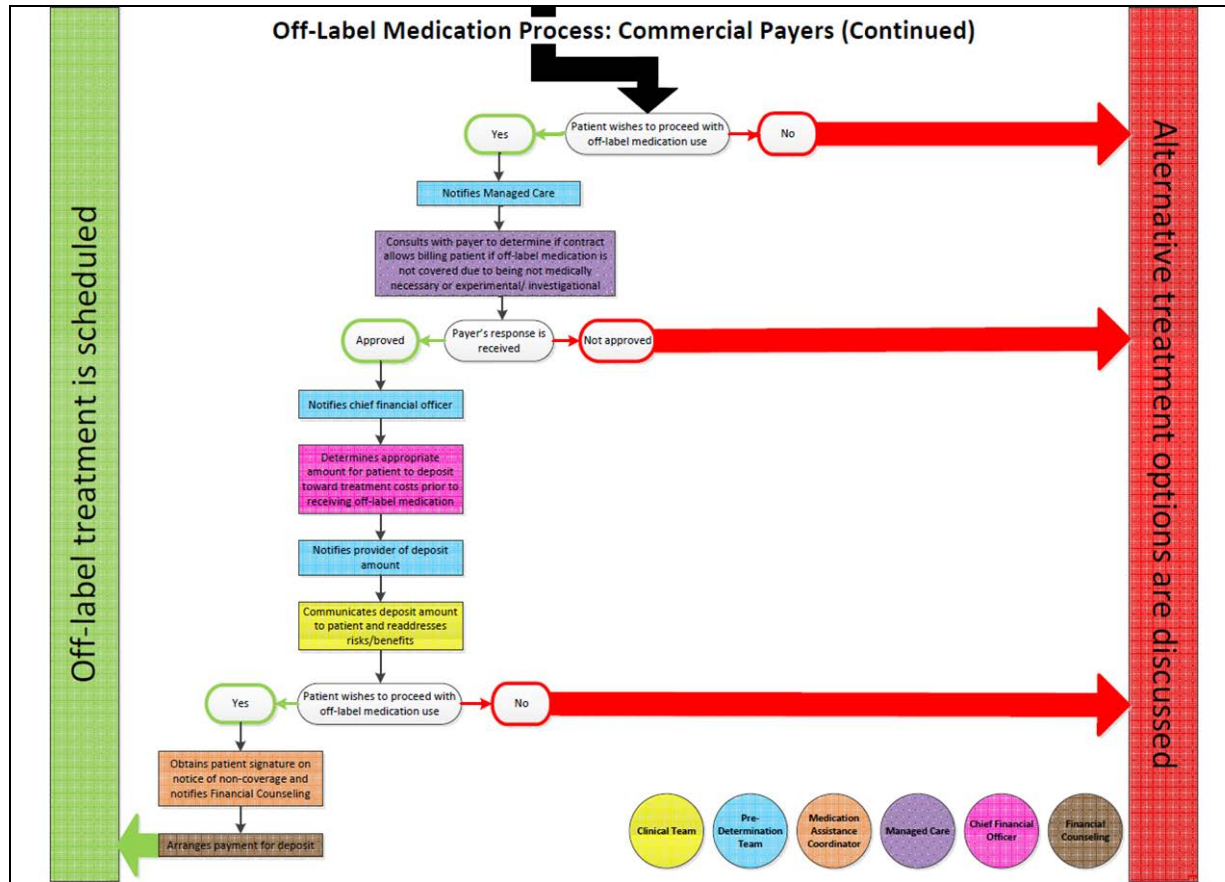 Off-Label Medication Process: Commercial Payers (Continued)
Off-label treatment is scheduled
Alternative treatment options are discussed
Patient wishes to proceed with
off-label medication use
Yes
No
Notifies Managed Care
Consults with payer to determine if contract
allows billing patient if off-label medication is
not covered due to being not medically
necessary or experimental/ investigational
Payer's response is
received
Approved
Not approved
Notifies chief financial officer
Determines appropriate
amount for patient to deposit
toward treatment costs prior to
receiving off-label medication
Notifies provider of deposit
amount
Communicates deposit amount
to patient and readdresses
risks/benefits
Patient wishes to proceed with
off-label medication use
Yes
No
Obtains patient signature on
notice of non-coverage and
notifies Financial Counseling
Arranges payment for deposit
Clinical Team
Pre-
Determination
Team
Medication
Assistance
Coordinator
Managed Care
Chief Financial
Officer
Financial
Counseling